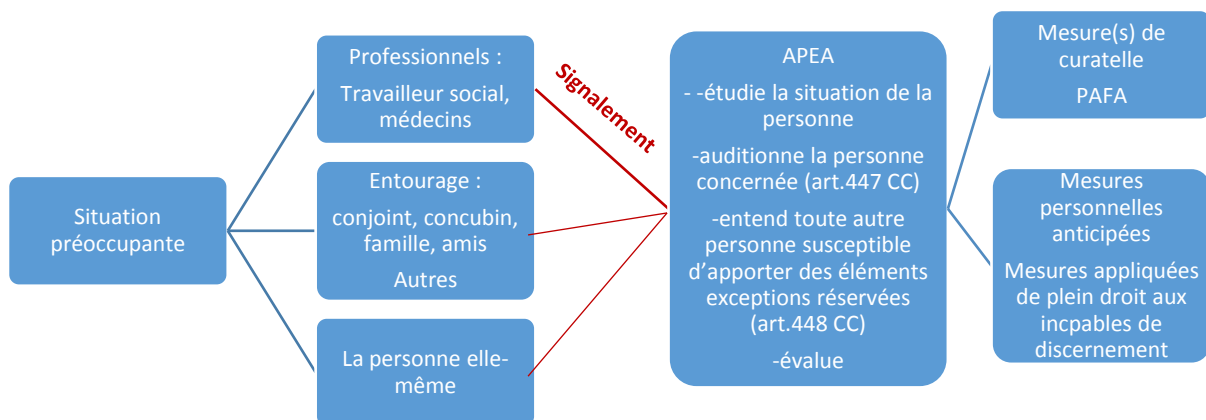 Situation
préoccupante
Professionnels :
Travailleur social,
médecins
Entourage :
conjoint, concubin,
famille, amis
Autres
La personne elle-
même
Signalement
APEA
- -étudie la situation de la
personne
-auditionne la personne
concernée (art.447 CC)
-entend toute autre
personne susceptible
d’apporter des éléments
exceptions réservées
(art.448 CC)
-évalue
Mesure(s) de
curatelle
PAFA
Mesures
personnelles
anticipées
Mesures appliquées
de plein droit aux
incpables de
discernement